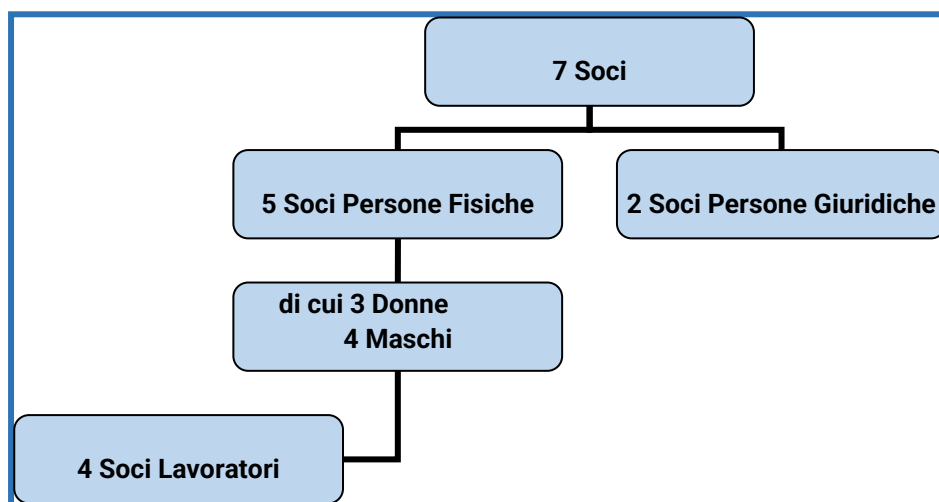 7 Soci
5 Soci Persone Fisiche
2 Soci Persone Giuridiche
di cui 3 Donne
4 Maschi
4 Soci Lavoratori